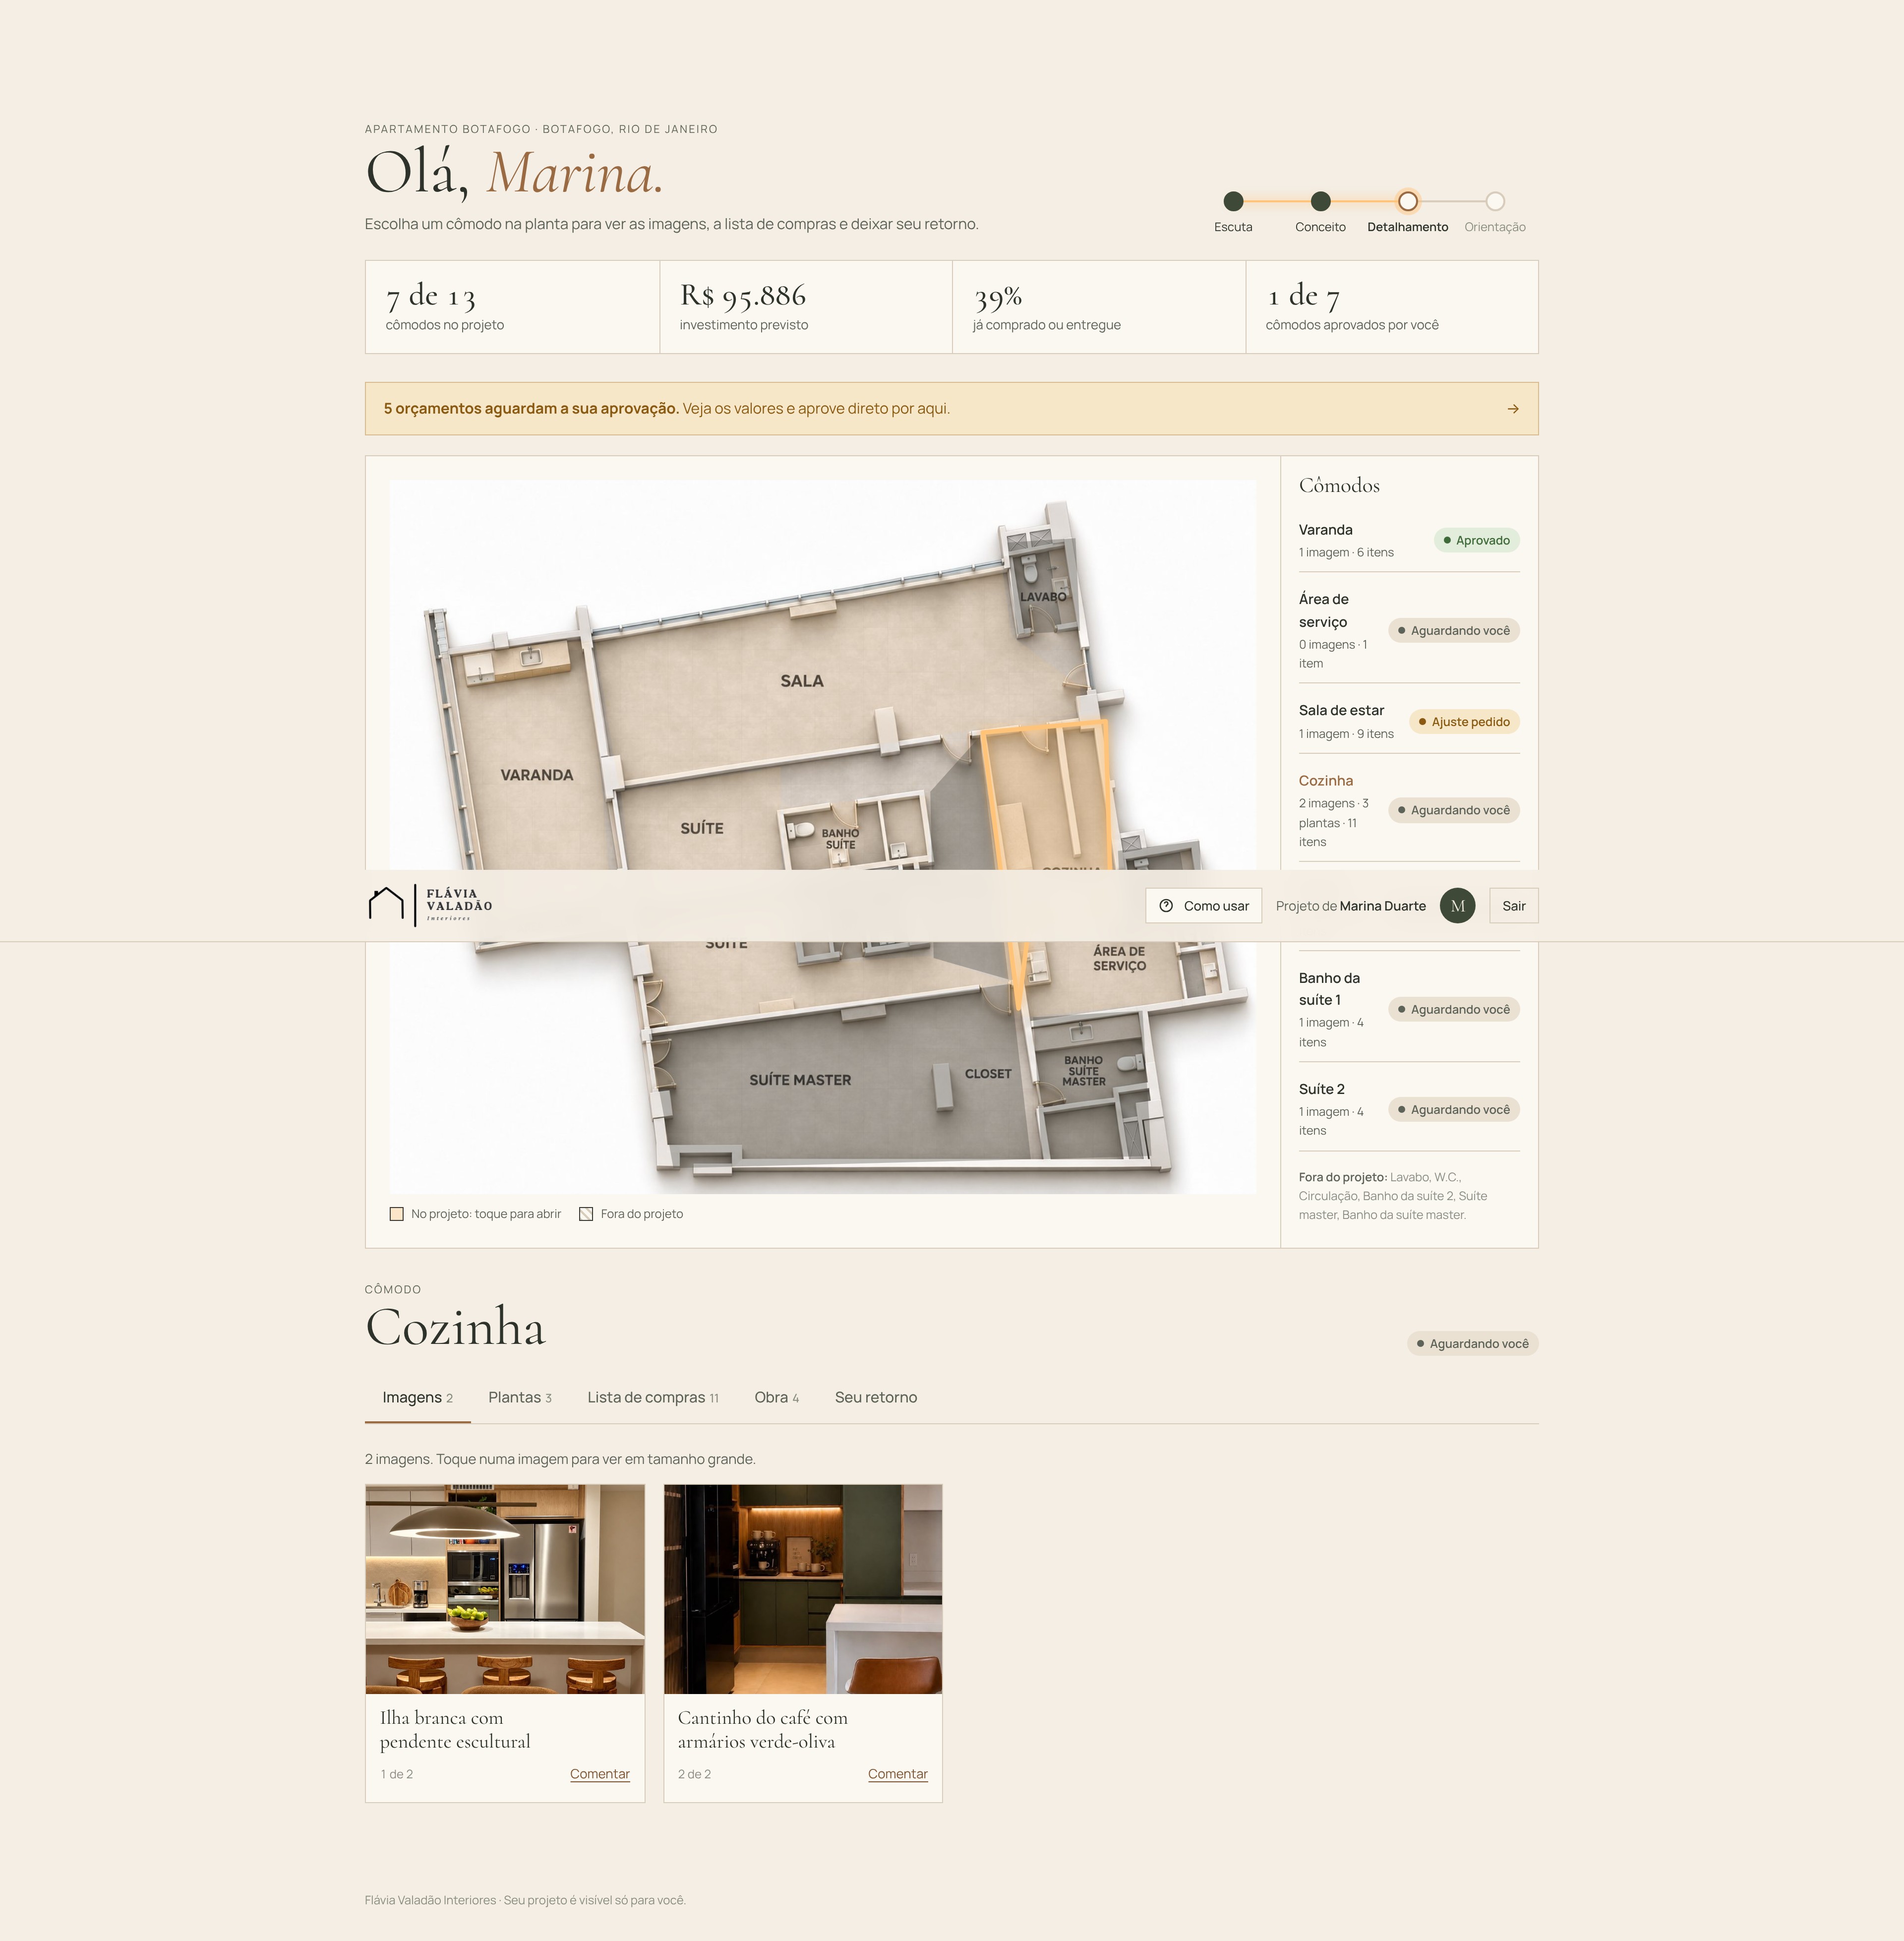 APARTAMENTO BOTAFOGO · BOTAFOGO, RIO DE JANEIRO
Olá, Marina.
Escolha um cômodo na planta para ver as imagens, a lista de compras e deixar seu retorno.
Escuta
Conceito
Detalhamento
Orientação
7 de 13
cômodos no projeto
R$ 95.886
investimento previsto
39%
já comprado ou entregue
1 de 7
cômodos aprovados por você
5 orçamentos aguardam a sua aprovação. Veja os valores e aprove direto por aqui.
LAVABO
SALA
VARANDA
SUÍTE
BANHO
SUÍTE
COZINHA
Cômodos
Varanda
1 imagem · 6 itens
Aprovado
Área de
serviço
0 imagens · 1
item
Aguardando você
Sala de estar
1 imagem · 9 itens
Ajuste pedido
Cozinha
2 imagens · 3
plantas · 11
itens
Aguardando você
FLÁVIA
VALADÃO
Interiores
Como usar
Projeto de Marina Duarte
M
Sair
SUÍTE
ÁREA DE
SERVIÇO
SUÍTE MASTER
CLOSET
BANHO
SUÍTE
MASTER
Banho da
suíte 1
1 imagem · 4
itens
Aguardando você
Suíte 2
1 imagem · 4
itens
Aguardando você
Fora do projeto: Lavabo, W.C.,
Circulação, Banho da suíte 2, Suíte
master, Banho da suíte master.
No projeto: toque para abrir
Fora do projeto
CÔMODO
Cozinha
Aguardando você
Imagens 2
Plantas 3
Lista de compras 11
Obra 4
Seu retorno
2 imagens. Toque numa imagem para ver em tamanho grande.
Ilha branca com
pendente escultural
1 de 2
Comentar
Cantinho do café com
armários verde-oliva
2 de 2
Comentar
Flávia Valadão Interiores · Seu projeto é visível só para você.